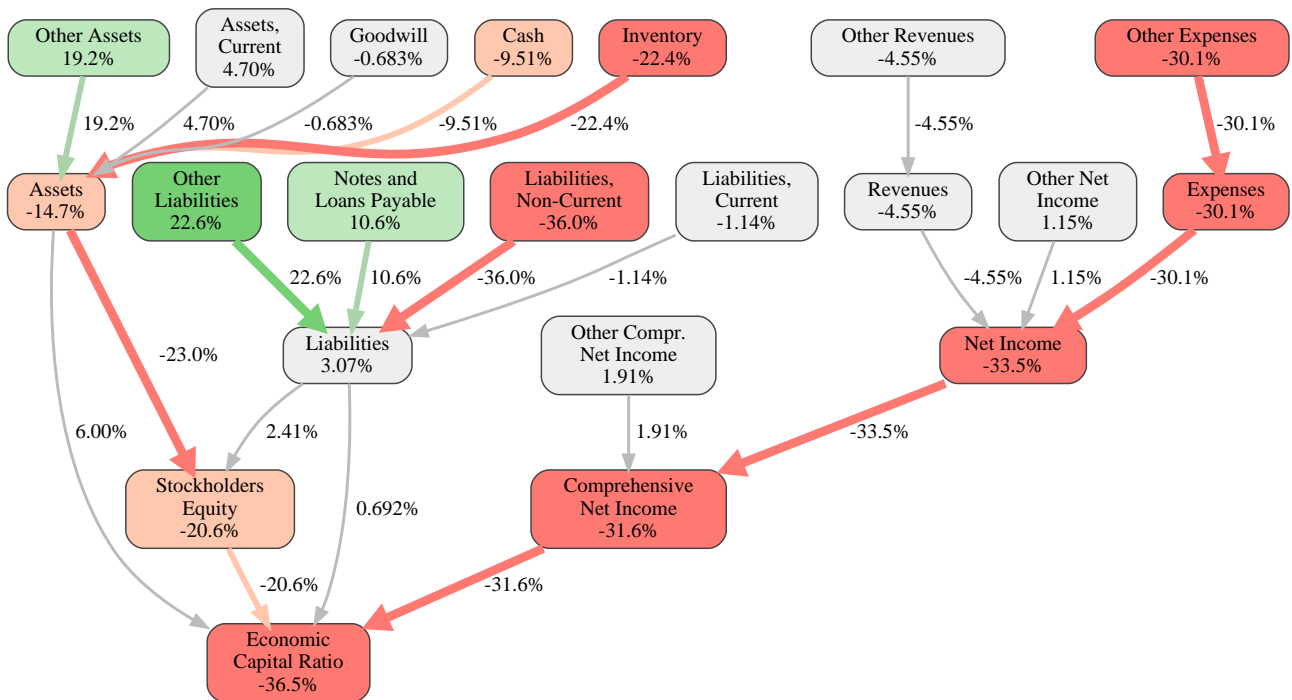 Other Assets
19.2%
Assets,
Current
4.70%
Goodwill
-0.683%
Cash
-9.51%
Inventory
-22.4%
Other Revenues
-4.55%
Other Expenses
-30.1%
19.2%
4.70%
-0.683%
-9.51%
-22.4%
-4.55%
-30.1%
Assets
-14.7%
Other
Liabilities
22.6%
Notes and
Loans Payable
10.6%
Liabilities,
Non-Current
-36.0%
Liabilities,
Current
-1.14%
Revenues
-4.55%
Other Net
Income
1.15%
Expenses
-30.1%
22.6%
10.6%
-36.0%
-1.14%
-4.55%
1.15%
-30.1%
-23.0%
Liabilities
3.07%
Other Compr.
Net Income
1.91%
Net Income
-33.5%
6.00%
2.41%
1.91%
-33.5%
Stockholders
Equity
-20.6%
0.692%
Comprehensive
Net Income
-31.6%
-20.6%
-31.6%
Economic
Capital Ratio
-36.5%